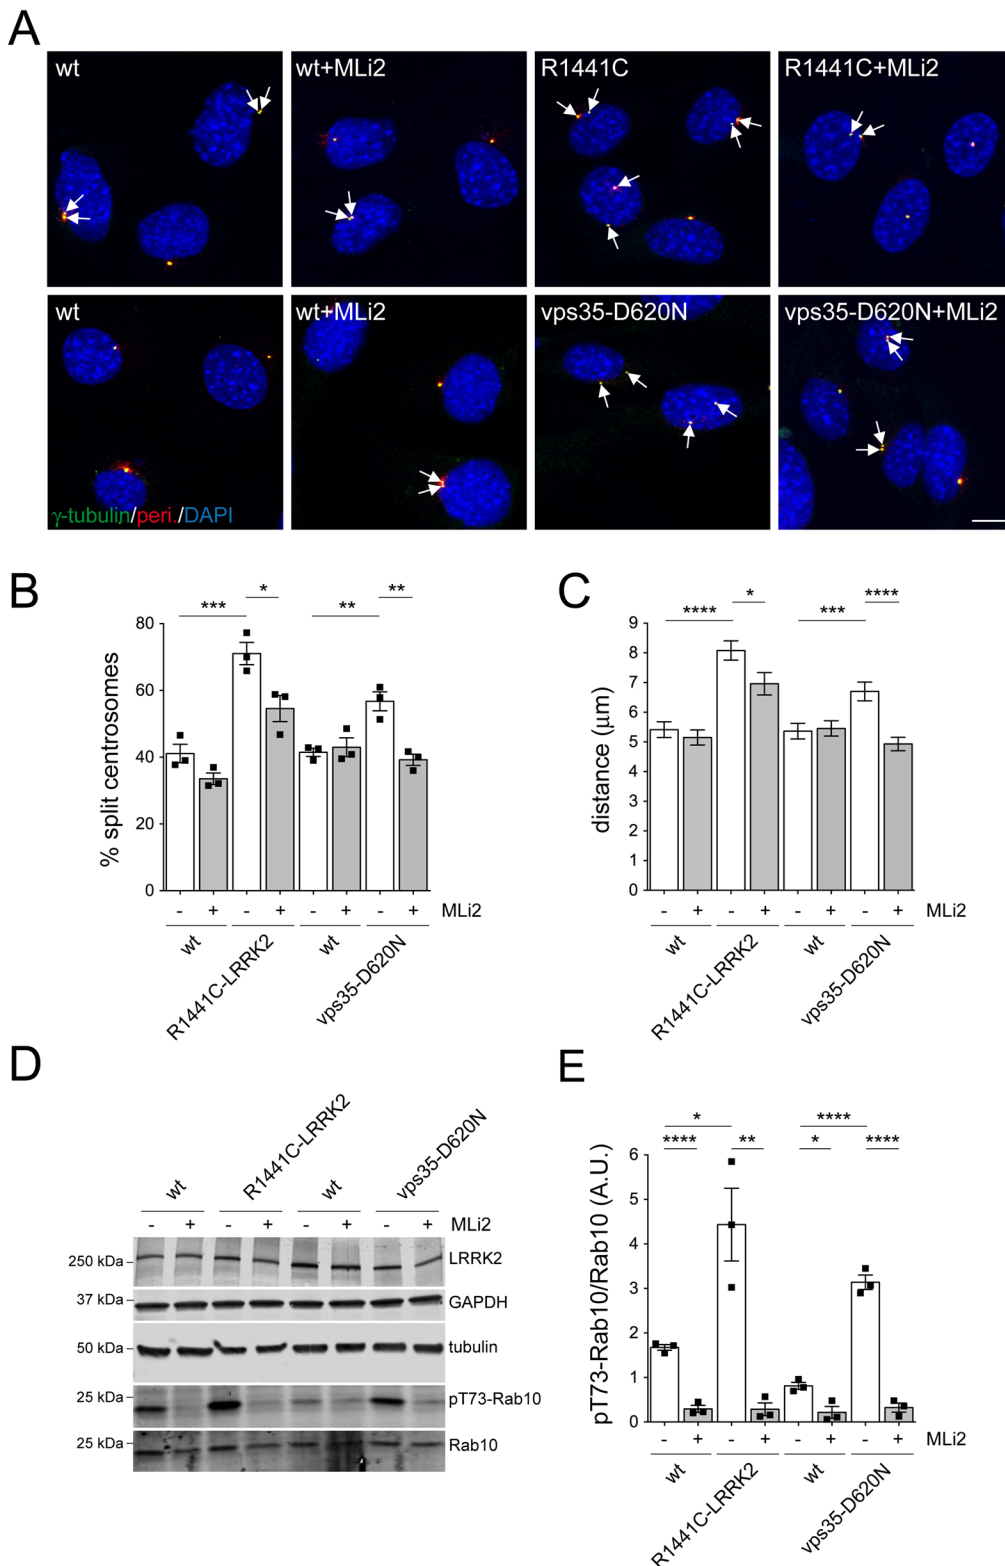 A
wt
wt+MLi2
R1441C
R1441C+MLi2
wt
wt+MLi2
vps35-D620N
vps35-D620N+MLi2
γ-tubulin/peri./DAPI
B
*** * ** **
80
60
40
20
0
% split centrosomes
- + - + - + - + MLi2
wt
R1441C-LRRK2
wt
vps35-D620N
C
**** * *** ****
9
8
7
6
5
4
3
2
1
0
distance (μm)
- + - + - + - + MLi2
wt
R1441C-LRRK2
wt
vps35-D620N
D
wt
R1441C-LRRK2
wt
vps35-D620N
- + - + - + - + MLi2
250 kDa LRRK2
37 kDa GAPDH
50 kDa tubulin
25 kDa pT73-Rab10
25 kDa Rab10
E
* ****
**** ** * ****
6
5
4
3
2
1
0
pT73-Rab10/Rab10 (A.U.)
- + - + - + - + MLi2
wt
R1441C-LRRK2
wt
vps35-D620N